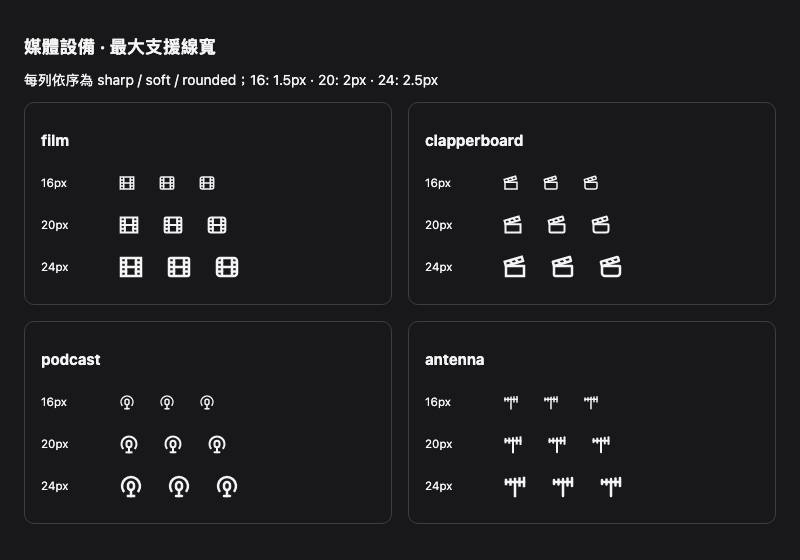 媒體設備 · 最大支援線寬
每列依序為 sharp / soft / rounded；16: 1.5px · 20: 2px · 24: 2.5px
film
16px
20px
24px
clapperboard
16px
20px
24px
podcast
16px
20px
24px
antenna
16px
20px
24px